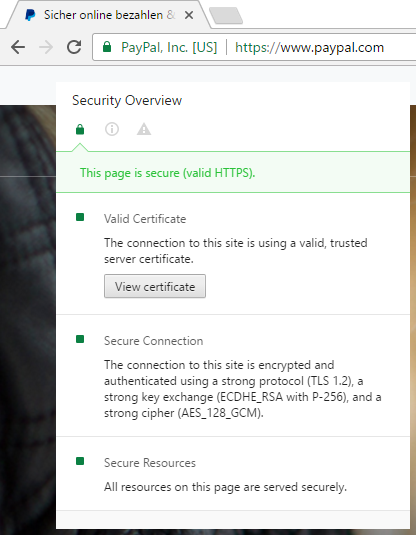 Sicher online bezahlen &
PayPal, Inc. [US] https://www.paypal.com
Security Overview
This page is secure (valid HTTPS).
Valid Certificate
The connection to this site is using a valid, trusted
server certificate.
View certificate
Secure Connection
The connection to this site is encrypted and
authenticated using a strong protocol (TLS 1.2), a
strong key exchange (ECDHE_RSA with P-256), and a
strong cipher (AES_128_GCM).
Secure Resources
All resources on this page are served securely.